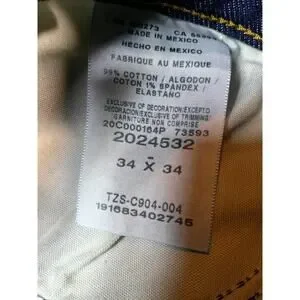 CA
MADE IN MEXICO
HECHO EN MEXICO
FABRIQUE AU MEXIQUE
99% COTTON / ALGODON /
COTON 1% SPANDEX /
ELASTANO
EXCLUSIVE OF DECORATION/EXCEPTO
DECORACION/EXCLUSIVE OF TRIMMING/
GARNITURE NON COMPRISE
20C000164P 73593
2024532
-
34 X 34
TZS-C904-004
191683402745